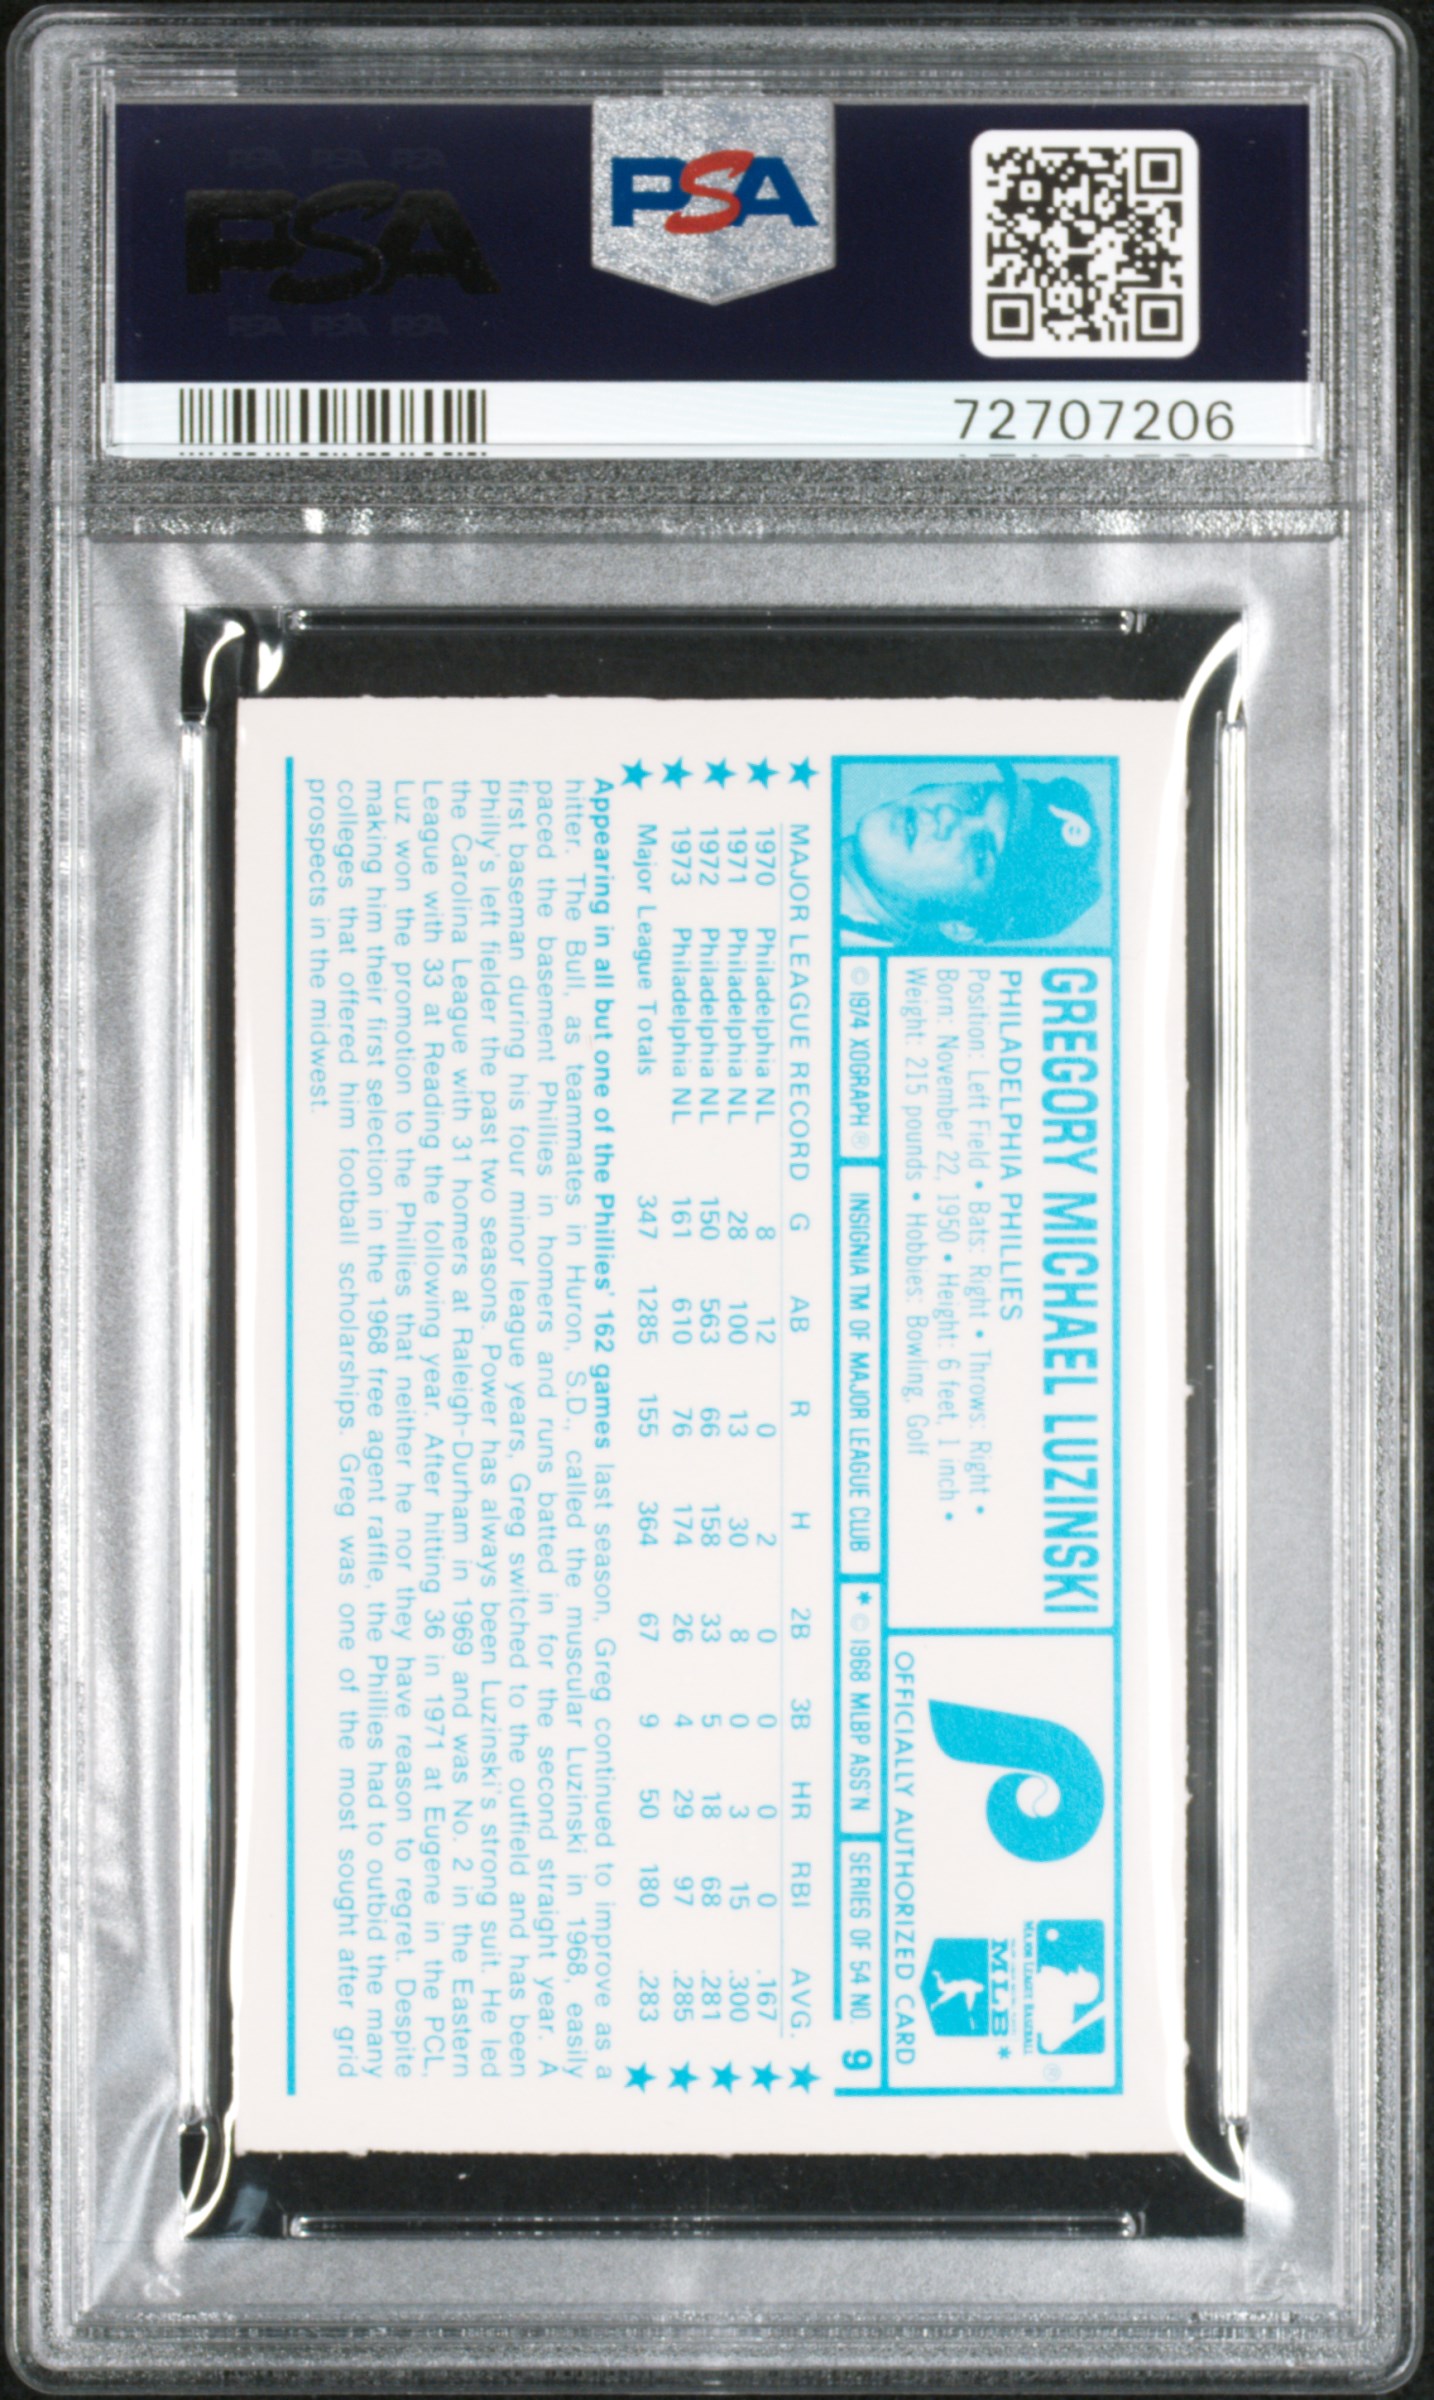 PSA PSA PSA
PSA
PSA PSA PSA
PSA
72707206
GREGORY MICHAEL LUZINSKI
PHILADELPHIA PHILLIES
Position: Left Field • Bats: Right • Throws: Right •
Born: November 22, 1950 • Height: 6 feet, 1 inch •
Weight: 215 pounds • Hobbies: Bowling, Golf
P
MAJOR LEAGUE BASEBALL
®
MLB*
OFFICIALLY AUTHORIZED CARD
© 1974 XOGRAPH ® INSIGNIA TM OF MAJOR LEAGUE CLUB * © 1968 MLBP ASS'N SERIES OF 54 NO. 9
★ MAJOR LEAGUE RECORD G AB R H 2B 3B HR RBI AVG. ★
★ 1970 Philadelphia NL 8 12 0 2 0 0 0 0 .167 ★
1971 Philadelphia NL 28 100 13 30 8 0 3 15 .300
★ 1972 Philadelphia NL 150 563 66 158 33 5 18 68 .281 ★
★ 1973 Philadelphia NL 161 610 76 174 26 4 29 97 .285 ★
★ Major League Totals 347 1285 155 364 67 9 50 180 .283 ★
Appearing in all but one of the Phillies' 162 games last season, Greg continued to improve as a
hitter. The Bull, as teammates in Huron, S.D., called the muscular Luzinski in 1968, easily
paced the basement Phillies in homers and runs batted in for the second straight year. A
first baseman during his four minor league years, Greg switched to the outfield and has been
Philly's left fielder the past two seasons. Power has always been Luzinski's strong suit. He led
the Carolina League with 31 homers at Raleigh-Durham in 1969 and was No. 2 in the Eastern
League with 33 at Reading the following year. After hitting 36 in 1971 at Eugene in the PCL,
Luz won the promotion to the Phillies that neither he nor they have reason to regret. Despite
making him their first selection in the 1968 free agent raffle, the Phillies had to outbid the many
colleges that offered him football scholarships. Greg was one of the most sought after grid
prospects in the midwest.